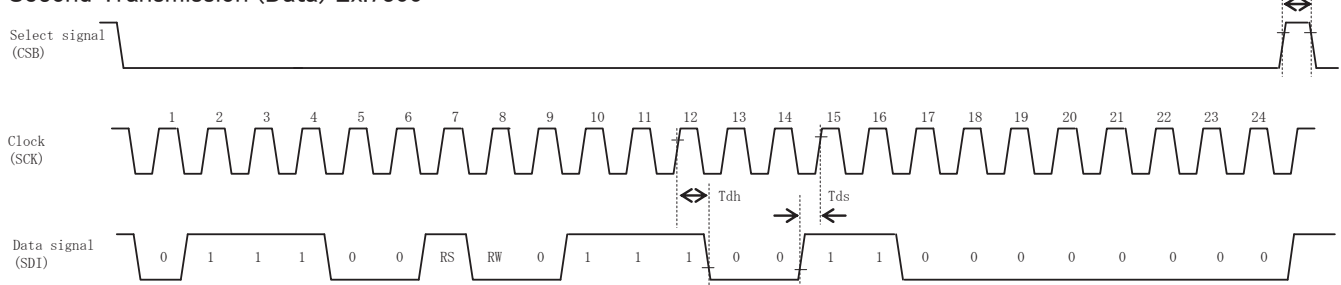 Second Transmission (Data) Ex.7300
Select signal
(CSB)
1 2 3 4 5 6 7 8 9 10 11 12 13 14 15 16 17 18 19 20 21 22 23 24
Clock
(SCK)
Tdh Tds
Data signal
(SDI)
0 1 1 1 0 0 RS RW 0 1 1 1 0 0 1 1 0 0 0 0 0 0 0 0